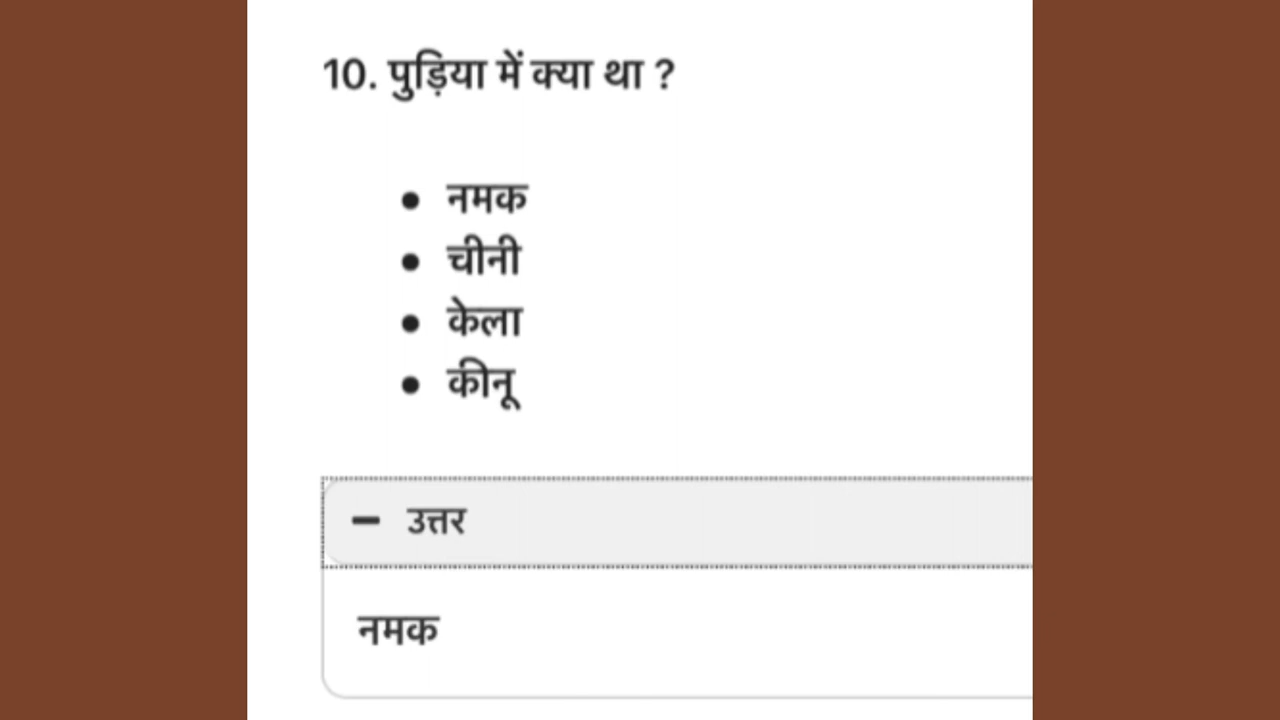 10. पुड़िया में क्या था ?
• नमक
• चीनी
• केला
• कीनू
− उत्तर
नमक